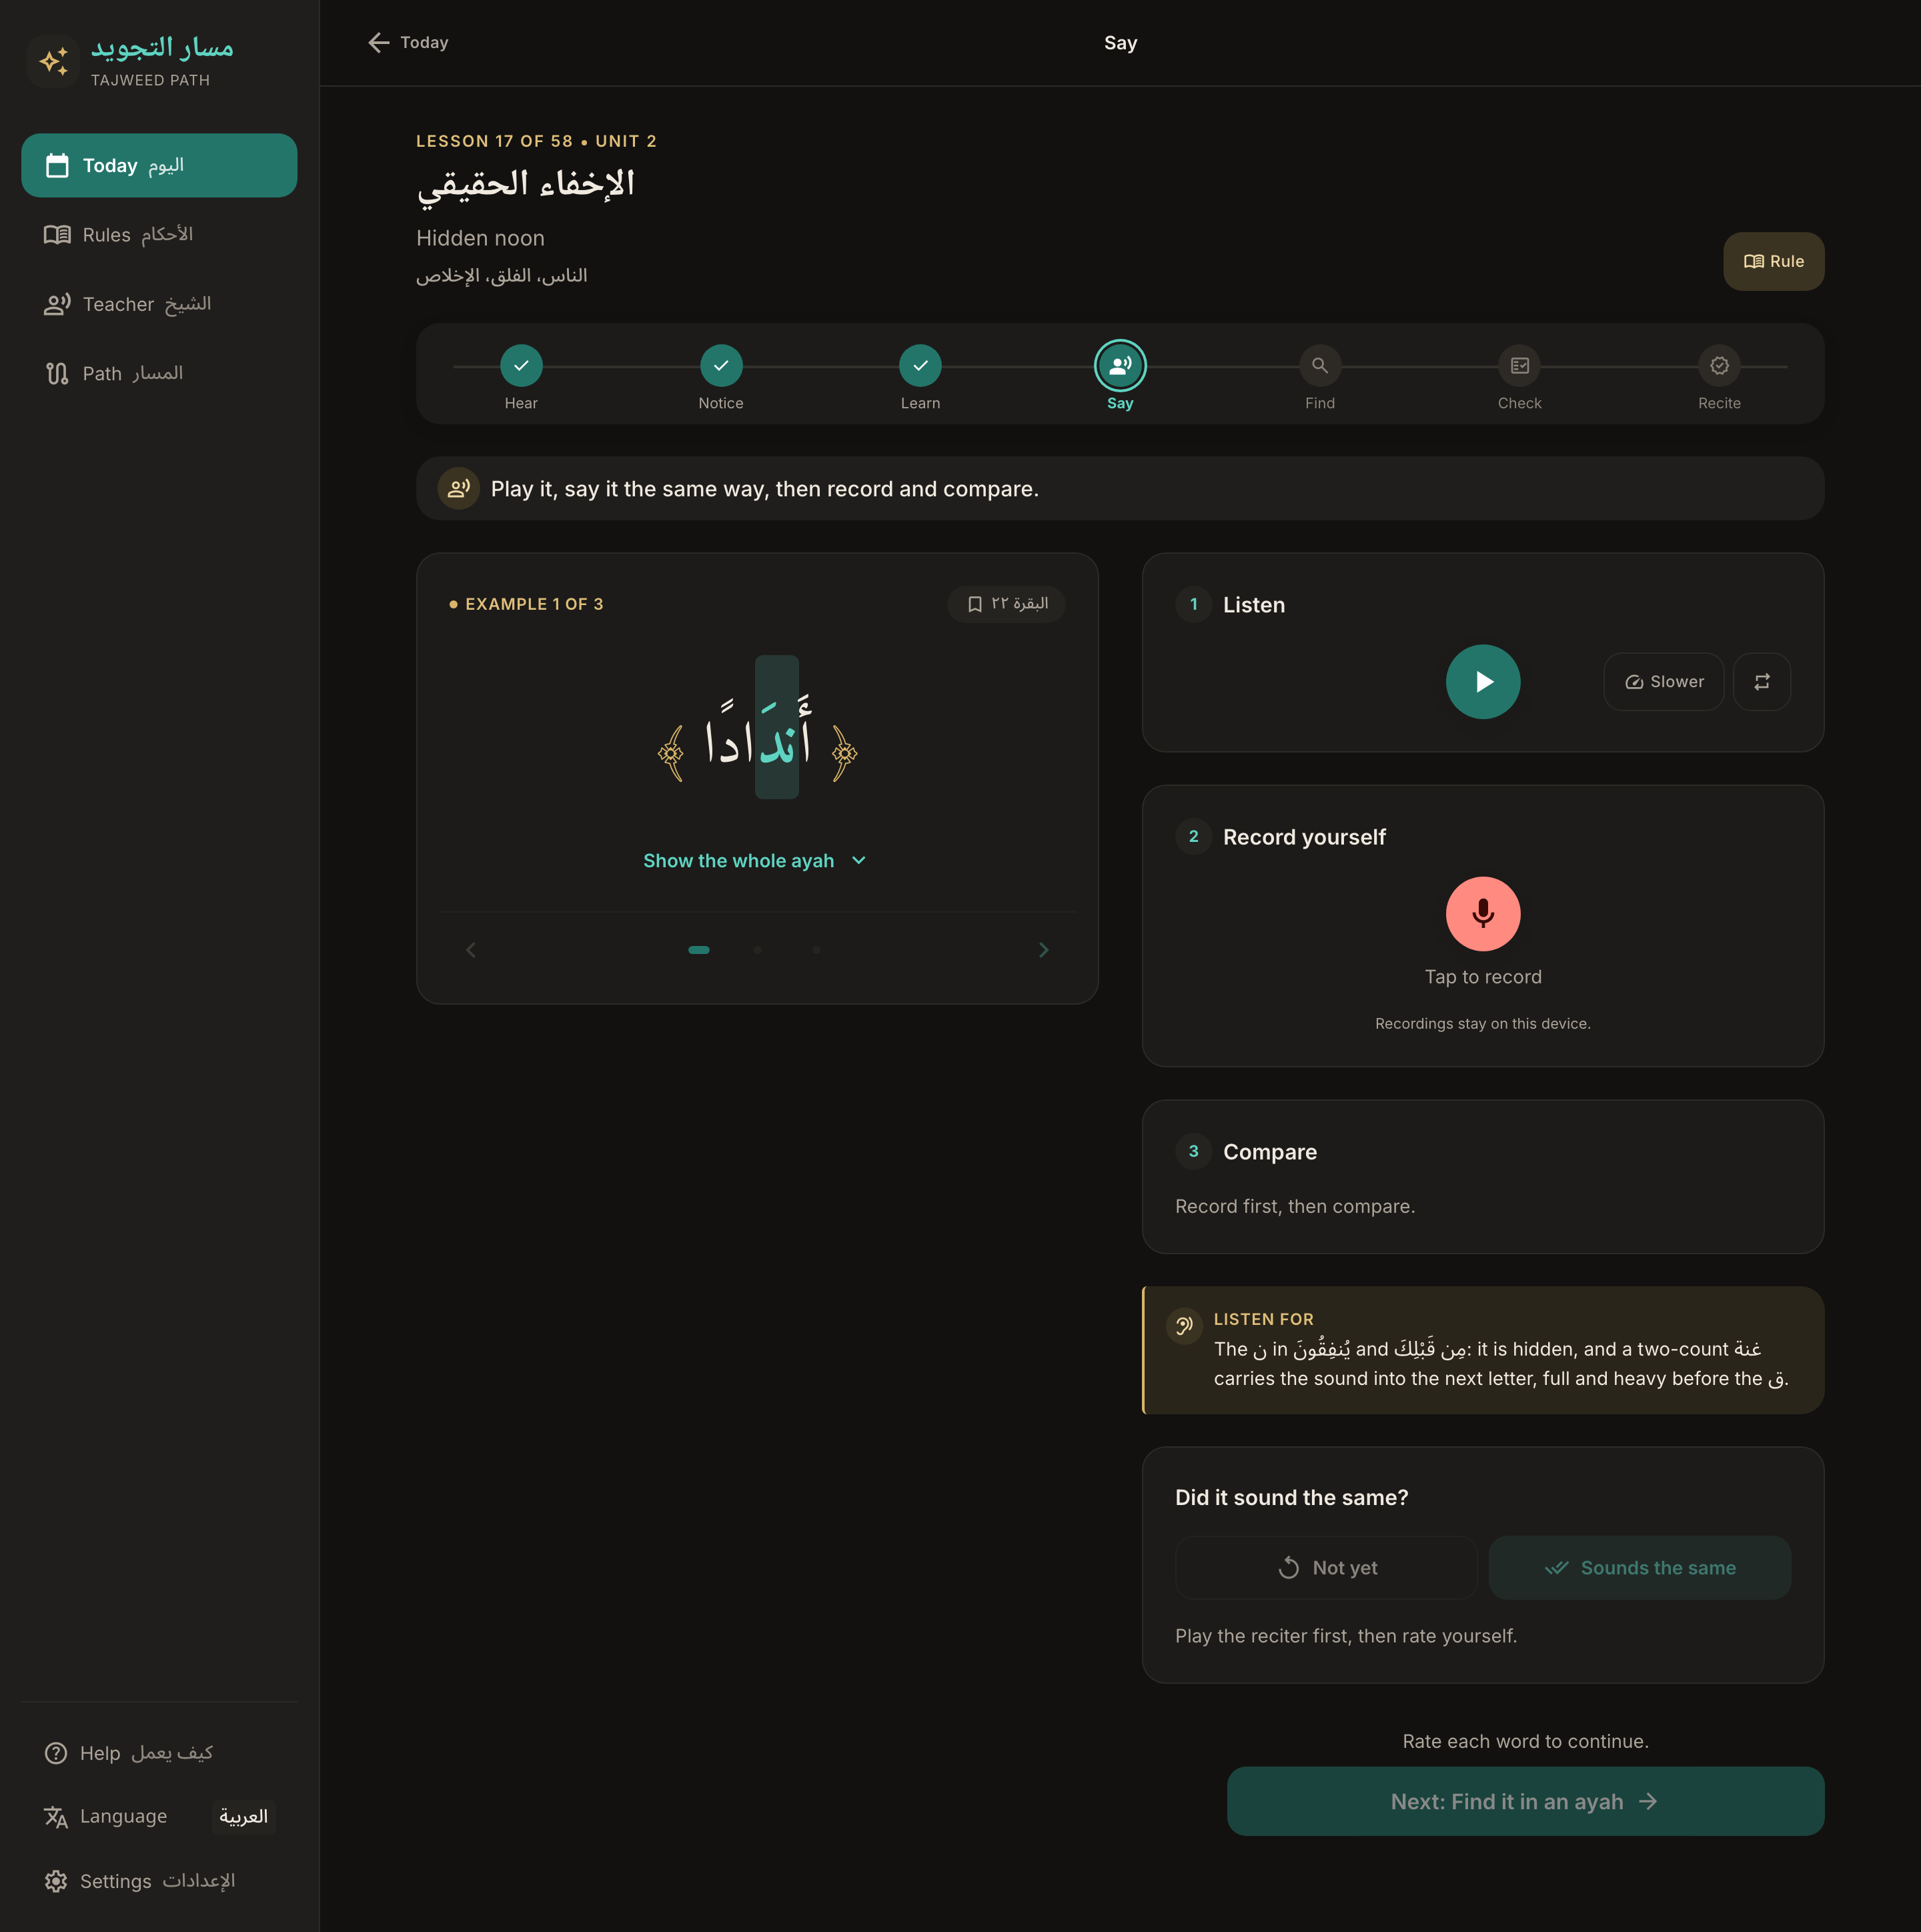 مسار التجويد
TAJWEED PATH
Today اليوم
Rules الأحكام
Teacher الشيخ
Path المسار
Help كيف يعمل
Language العربية
Settings الإعدادات
Today
Say
LESSON 17 OF 58 • UNIT 2
الإخفاء الحقيقي
Hidden noon
الناس، الفلق، الإخلاص
Rule
Hear
Notice
Learn
Say
Find
Check
Recite
Play it, say it the same way, then record and compare.
EXAMPLE 1 OF 3
البقرة ٢٢
﴿ أَندَادًا ﴾
Show the whole ayah
1 Listen
Slower
2 Record yourself
Tap to record
Recordings stay on this device.
3 Compare
Record first, then compare.
LISTEN FOR
The ن in يُنفِقُونَ and مِن قَبْلِكَ: it is hidden, and a two-count غنة
carries the sound into the next letter, full and heavy before the ق.
Did it sound the same?
Not yet
Sounds the same
Play the reciter first, then rate yourself.
Rate each word to continue.
Next: Find it in an ayah